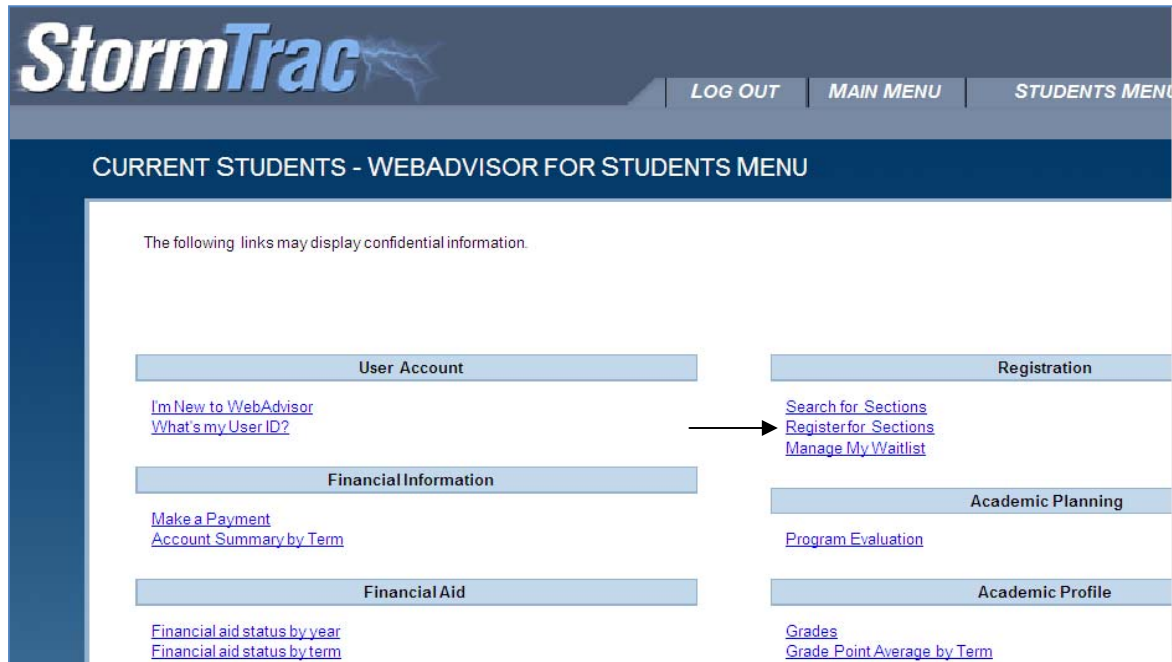 StormTrac
LOG OUT
MAIN MENU
STUDENTS MENU
CURRENT STUDENTS - WEBADVISOR FOR STUDENTS MENU
The following links may display confidential information.
User Account
I'm New to WebAdvisor
What's my User ID?
Financial Information
Make a Payment
Account Summary by Term
Financial Aid
Financial aid status by year
Financial aid status by term
Registration
Search for Sections
Register for Sections
Manage My Waitlist
Academic Planning
Program Evaluation
Academic Profile
Grades
Grade Point Average by Term